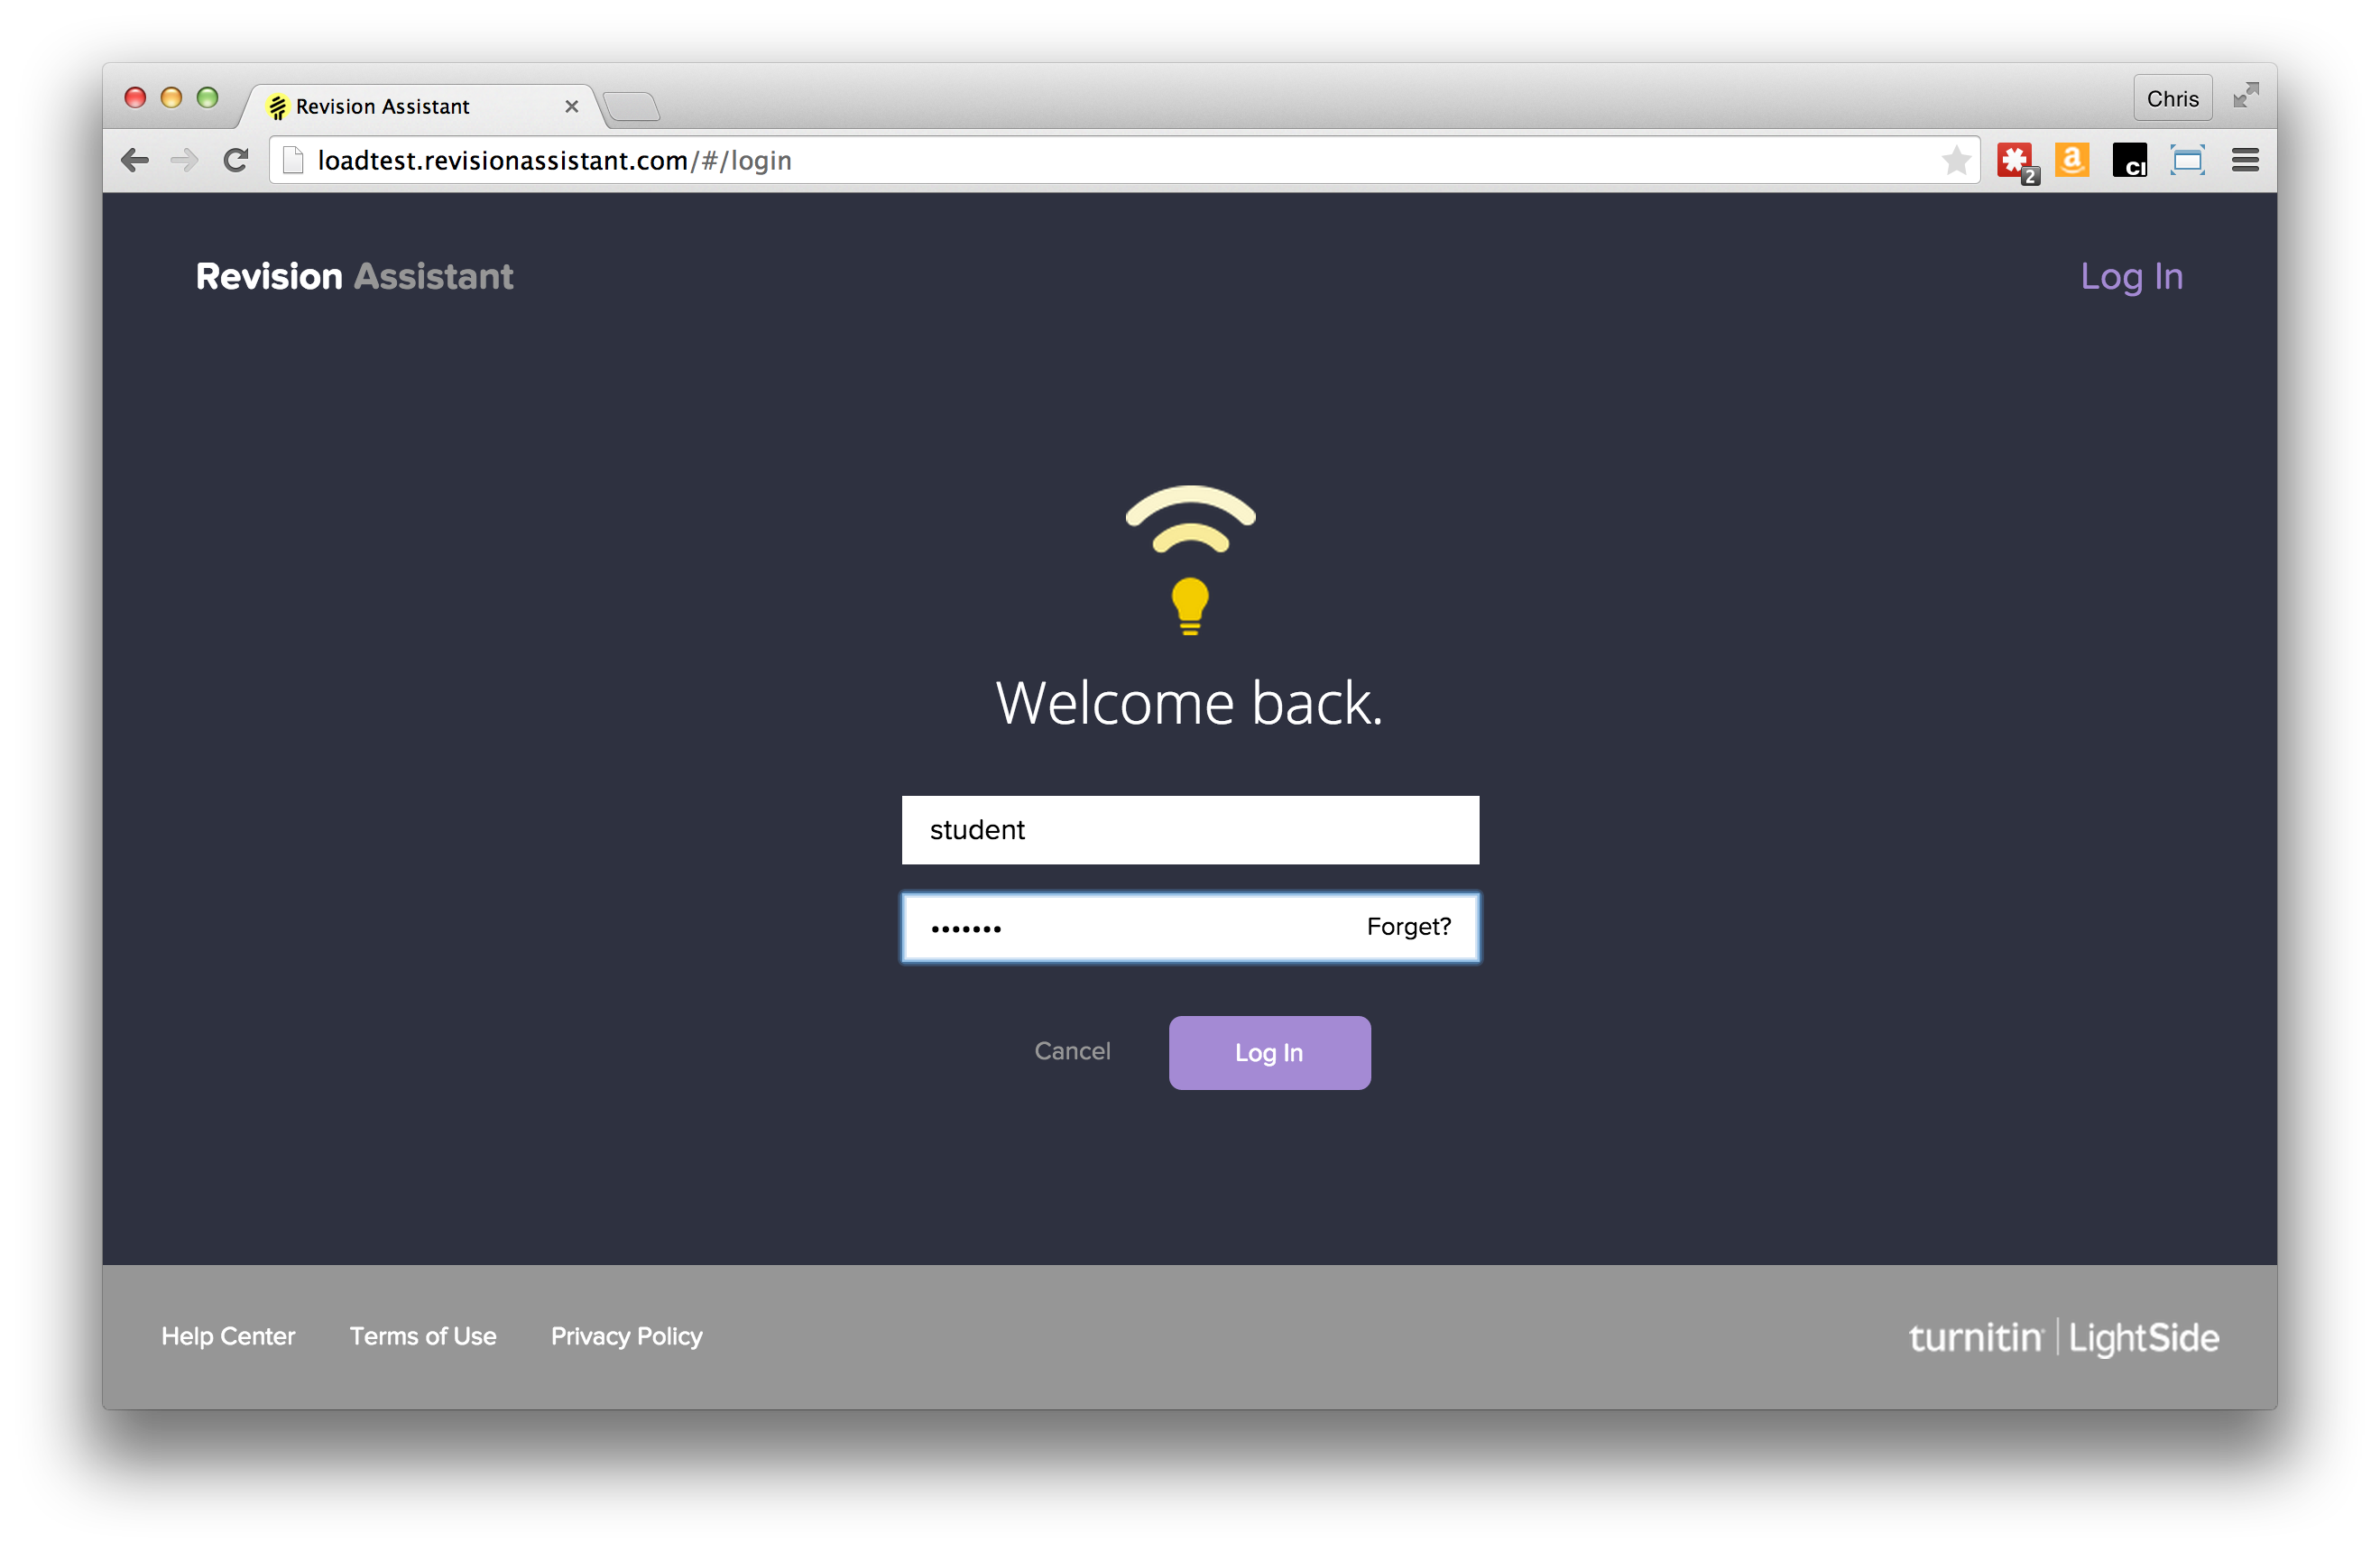 Revision Assistant
Chris
loadtest.revisionassistant.com/#/login
2
a
CI
Revision Assistant
Log In
Welcome back.
student
•••••••
Forget?
Cancel
Log In
Help Center
Terms of Use
Privacy Policy
turnitin | LightSide